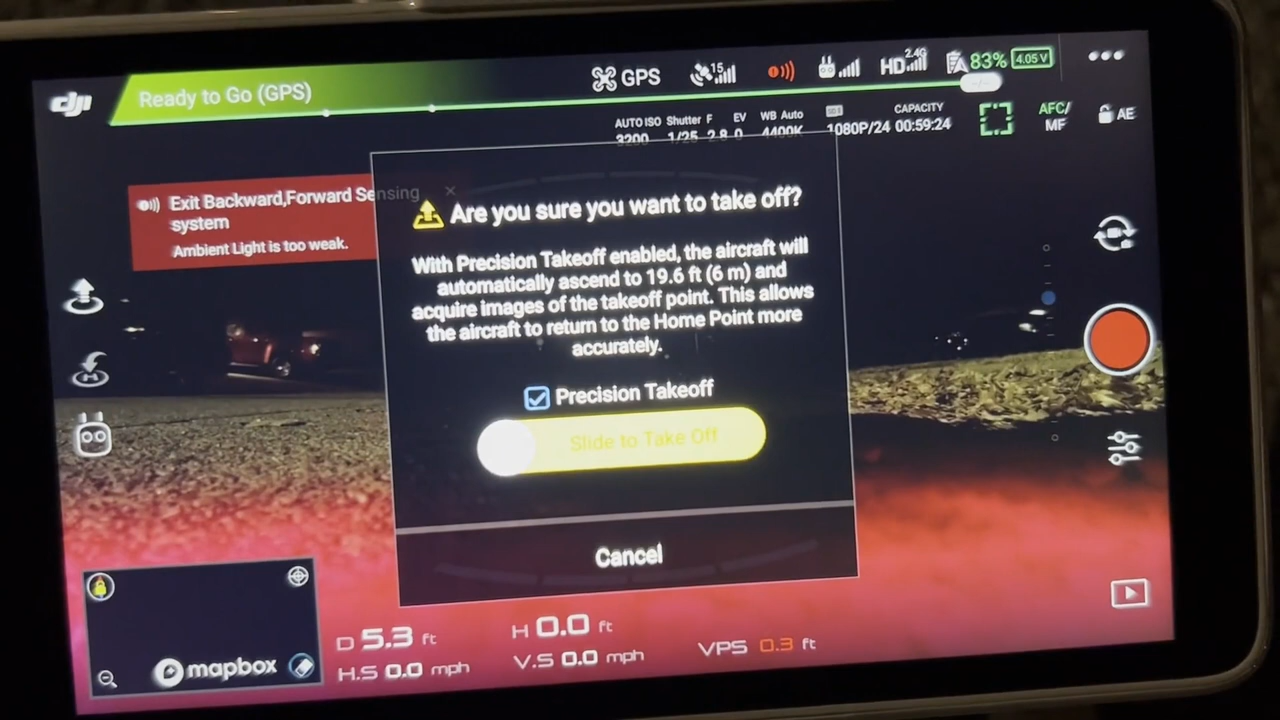 dji
Ready to Go (GPS)
GPS
15
HD 2.4G
83% 4.05 V
-/--
AUTO ISO Shutter F EV WB Auto CAPACITY
3200 1/25 2.8 0 4400K 1080P/24 00:59:24
AFC/
MF
AE
Exit Backward,Forward Sensing
system
Ambient Light is too weak.
Are you sure you want to take off?
With Precision Takeoff enabled, the aircraft will
automatically ascend to 19.6 ft (6 m) and
acquire images of the takeoff point. This allows
the aircraft to return to the Home Point more
accurately.
Precision Takeoff
Slide to Take Off
Cancel
mapbox
D 5.3 ft
H 0.0 ft
H.S 0.0 mph
V.S 0.0 mph
VPS 0.3 ft